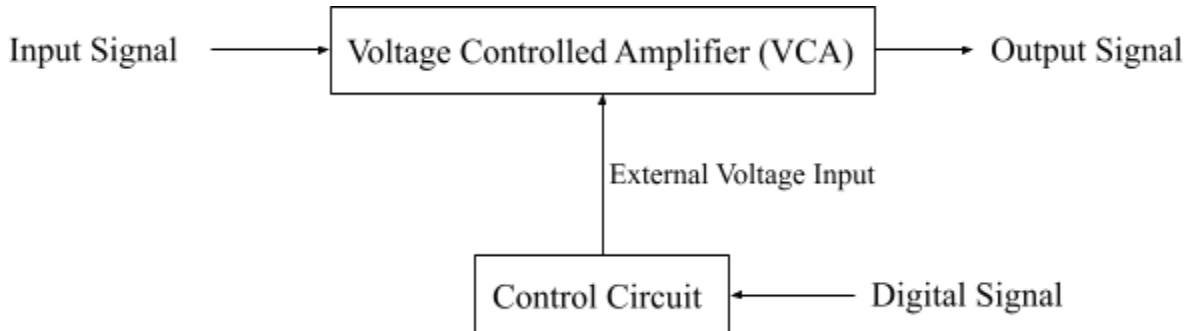 Input Signal
Voltage Controlled Amplifier (VCA)
Output Signal
External Voltage Input
Control Circuit
Digital Signal